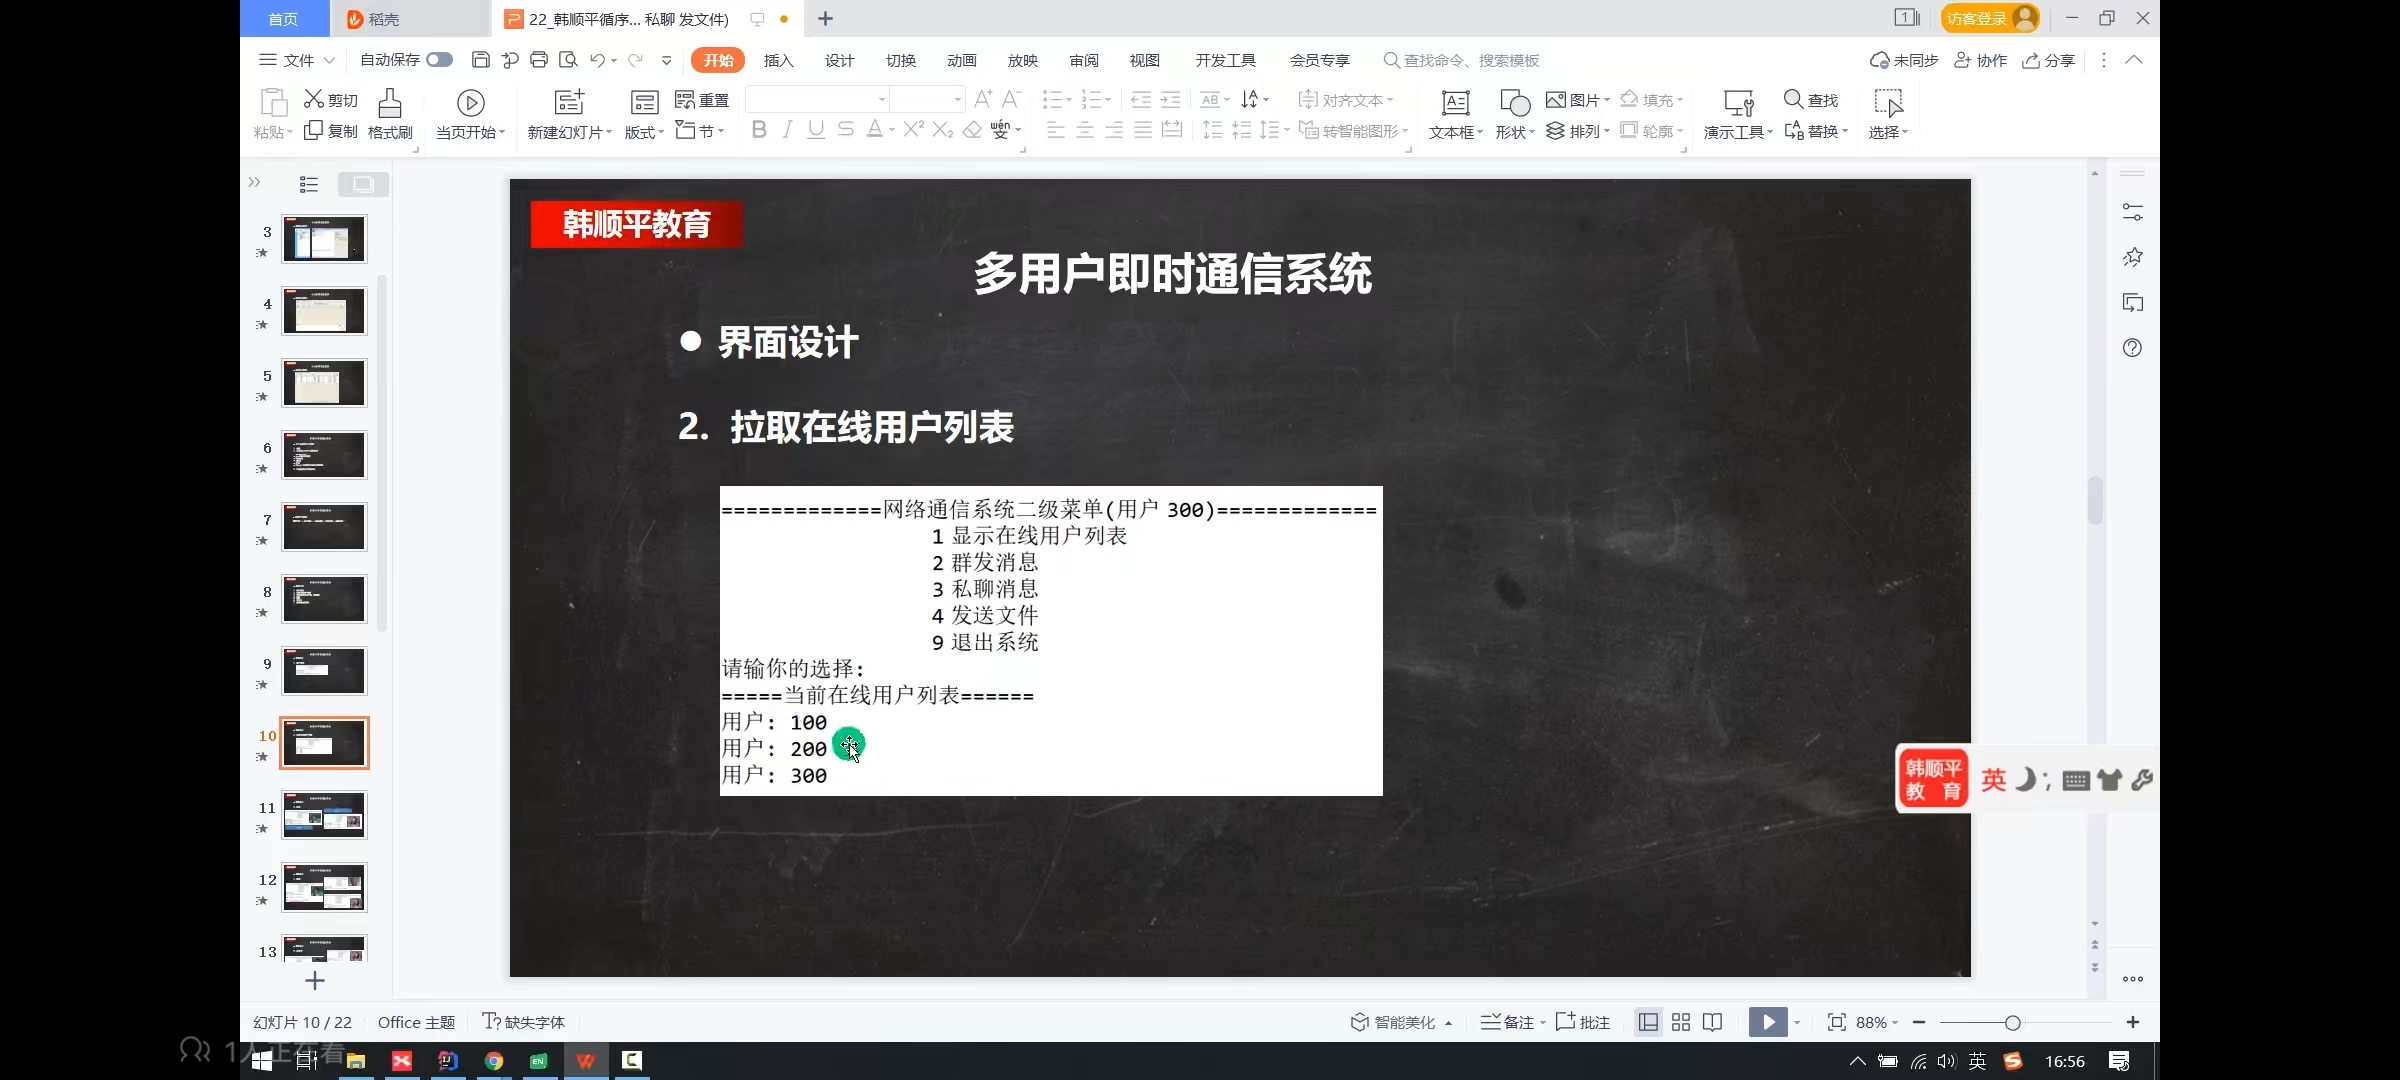 首页
稻壳
22_韩顺平循序... 私聊 发文件)
访客登录
文件
自动保存
开始
插入
设计
切换
动画
放映
审阅
视图
开发工具
会员专享
查找命令、搜索模板
未同步
协作
分享
粘贴
剪切
复制
格式刷
当页开始
新建幻灯片
版式
重置
节
对齐文本
转智能图形
文本框
形状
图片
排列
填充
轮廓
演示工具
查找
替换
选择
3
4
5
6
7
8
9
10
11
12
13
韩顺平教育
多用户即时通信系统
● 界面设计
2. 拉取在线用户列表
=============网络通信系统二级菜单(用户 300)=============
1 显示在线用户列表
2 群发消息
3 私聊消息
4 发送文件
9 退出系统
请输你的选择:
=====当前在线用户列表======
用户: 100
用户: 200
用户: 300
韩顺平
教 育
英
幻灯片 10 / 22
Office 主题
缺失字体
智能美化
备注
批注
88%
1人正在看
英
16:56